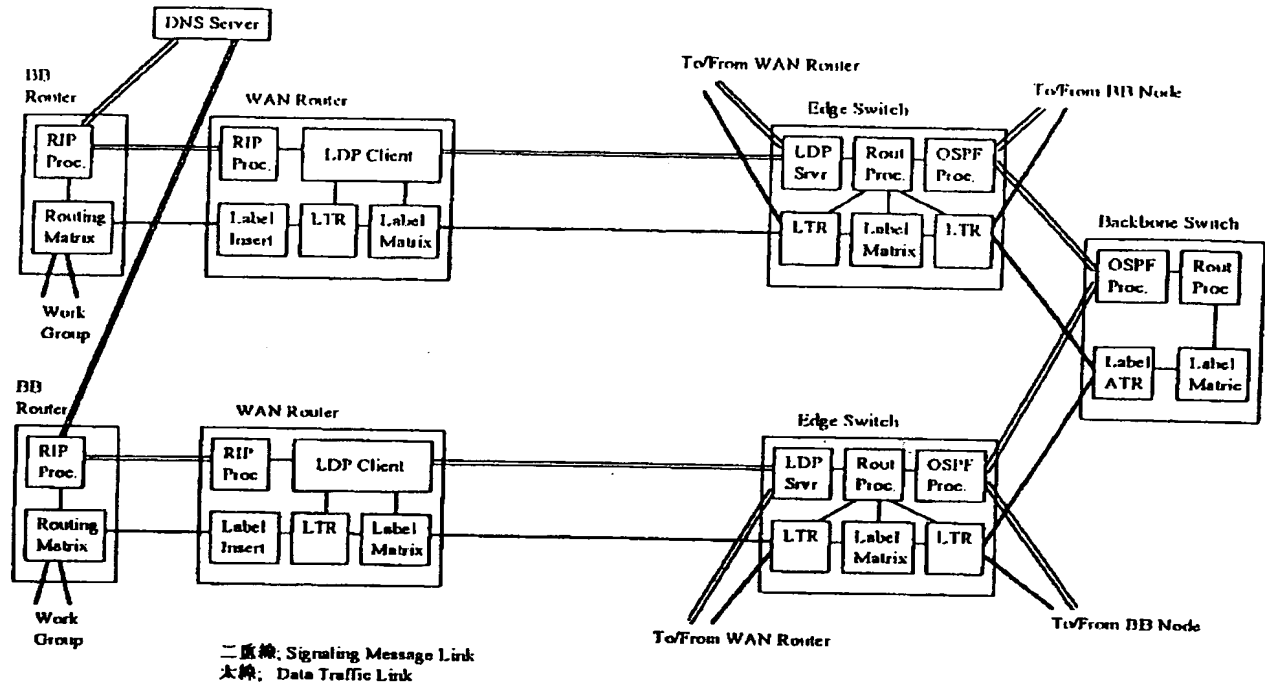 DNS Server
BB
Router
RIP
Proc.
Routing
Matrix
Work
Group
WAN Router
RIP
Proc.
LDP Client
Label
Insert
LTR
Label
Matrix
To/From WAN Router
Edge Switch
LDP
Srvr
Rout
Proc.
OSPF
Proc.
LTR
Label
Matrix
LTR
To/From BB Node
Backbone Switch
OSPF
Proc.
Rout
Proc
Label
ATR
Label
Matric
BB
Router
RIP
Proc.
Routing
Matrix
Work
Group
WAN Router
RIP
Proc
LDP Client
Label
Insert
LTR
Label
Matrix
Edge Switch
LDP
Srvr
Rout
Proc.
OSPF
Proc.
LTR
Label
Matrix
LTR
To/From WAN Router
To/From BB Node
二重線; Signaling Message Link
太線; Data Traffic Link